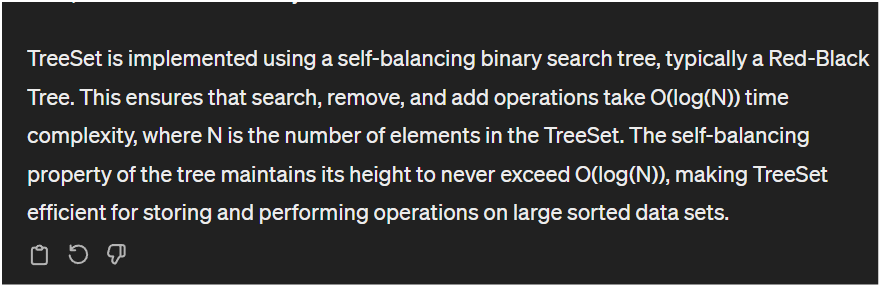 TreeSet is implemented using a self-balancing binary search tree, typically a Red-Black
Tree. This ensures that search, remove, and add operations take O(log(N)) time
complexity, where N is the number of elements in the TreeSet. The self-balancing
property of the tree maintains its height to never exceed O(log(N)), making TreeSet
efficient for storing and performing operations on large sorted data sets.